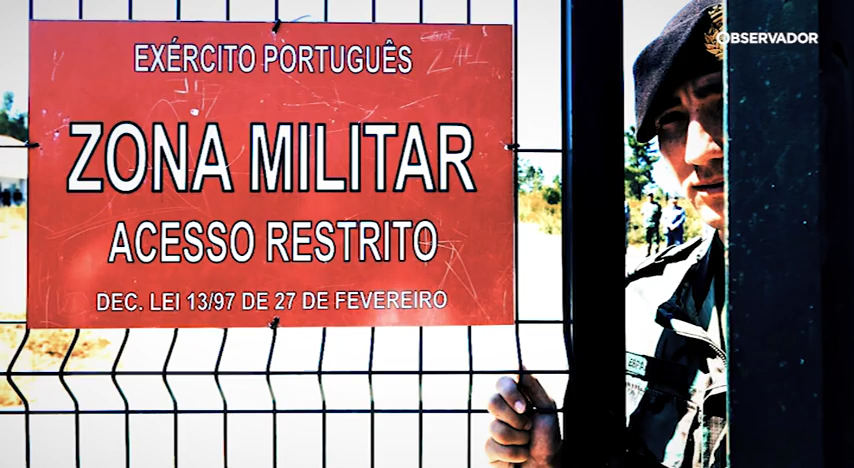 EXÉRCITO PORTUGUÊS
ZONA MILITAR
ACESSO RESTRITO
DEC. LEI 13/97 DE 27 DE FEVEREIRO
OBSERVADOR